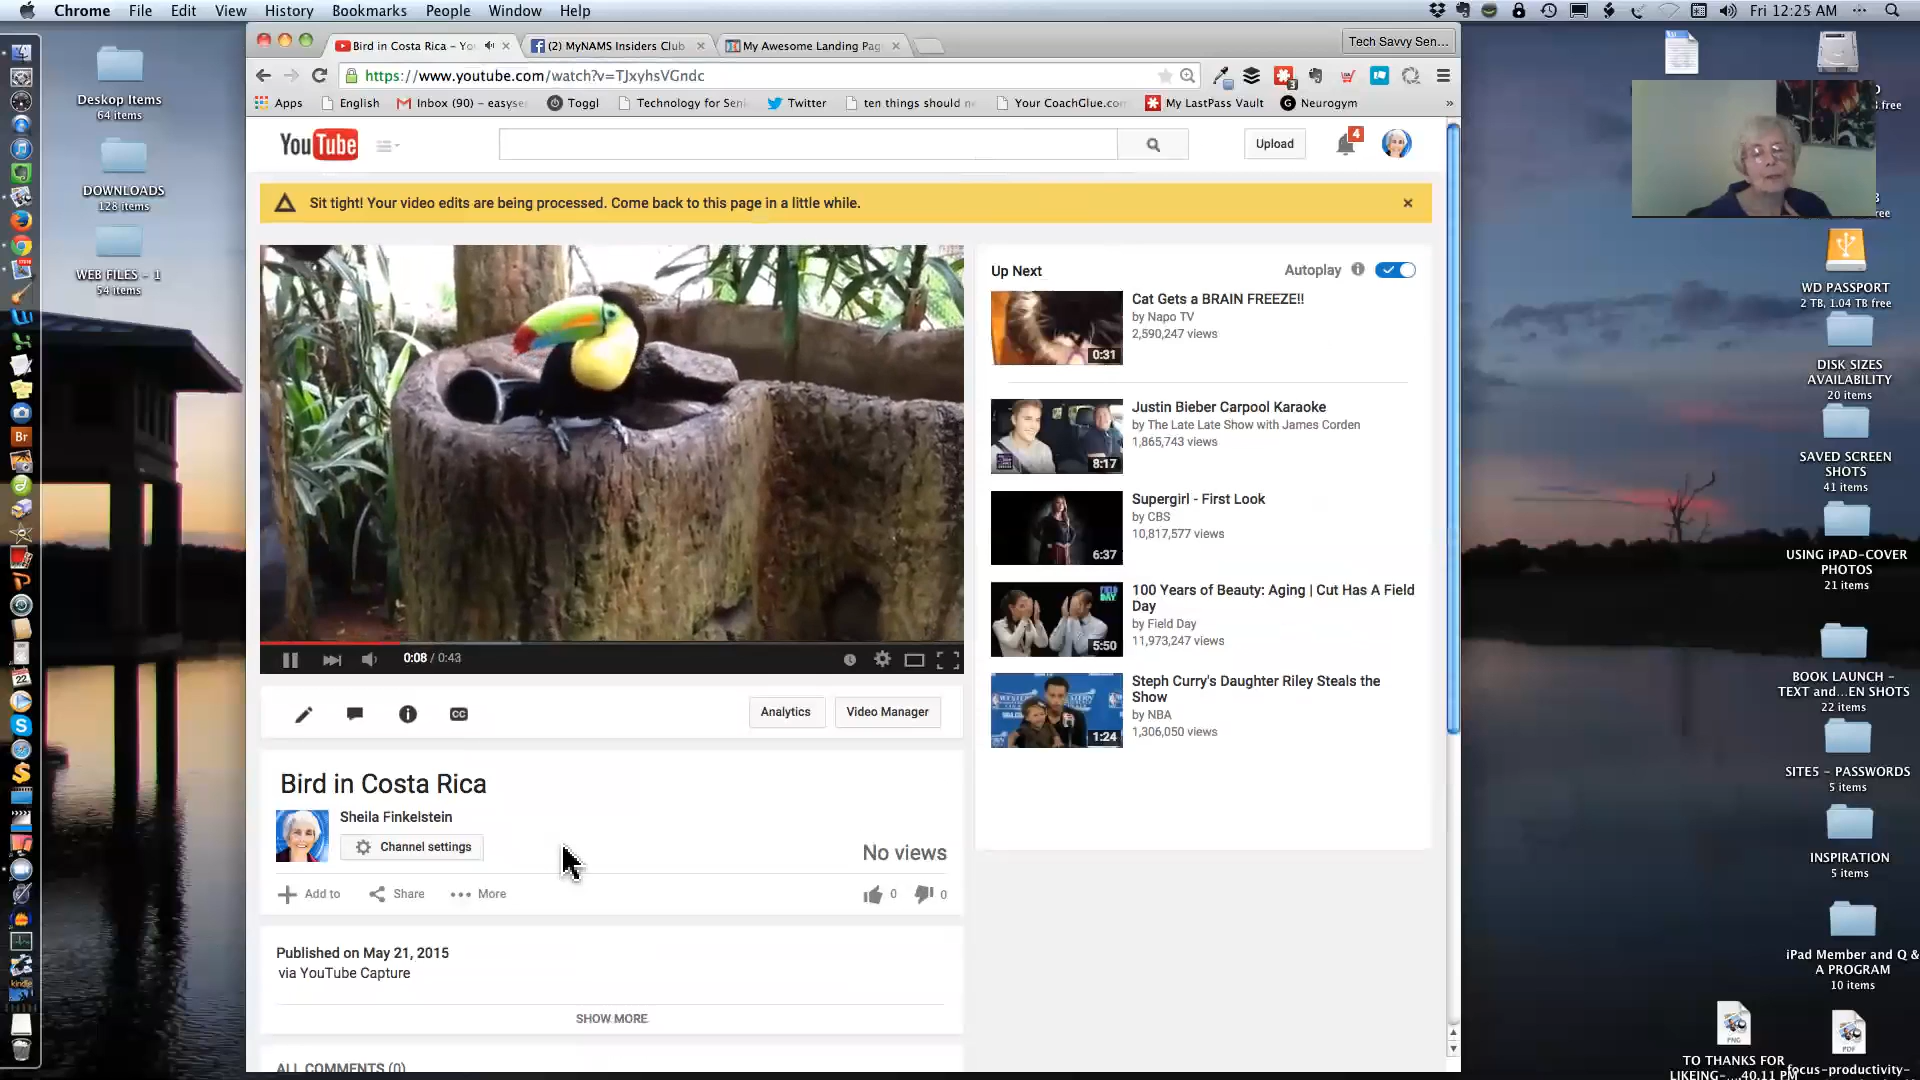 Chrome File Edit View History Bookmarks People Window Help
Fri 12:25 AM
Bird in Costa Rica – Yo
(2) MyNAMS Insiders Club
My Awesome Landing Pag
Tech Savvy Sen...
https://www.youtube.com/watch?v=TJxyhsVGndc
3
Apps English Inbox (90) – easyse Toggl Technology for Seni Twitter ten things should n Your CoachGlue.co My LastPass Vault Neurogym »
YouTube
Upload
4
Sit tight! Your video edits are being processed. Come back to this page in a little while.
0:08 / 0:43
Analytics
Video Manager
CC
Bird in Costa Rica
Sheila Finkelstein
Channel settings
No views
Add to Share More
0 0
Published on May 21, 2015
via YouTube Capture
SHOW MORE
ALL COMMENTS (0)
Up Next
Autoplay
Cat Gets a BRAIN FREEZE!!
by Napo TV
2,590,247 views
0:31
Justin Bieber Carpool Karaoke
by The Late Late Show with James Corden
1,865,743 views
8:17
Supergirl - First Look
by CBS
10,817,577 views
6:37
100 Years of Beauty: Aging | Cut Has A Field
Day
by Field Day
11,973,247 views
FIELD DAY
5:50
Steph Curry's Daughter Riley Steals the
Show
by NBA
1,306,050 views
1:24
Deskop Items
64 items
DOWNLOADS
128 items
WEB FILES – 1
54 items
Br
22
kindle
WD PASSPORT
2 TB, 1.04 TB free
DISK SIZES
AVAILABILITY
20 items
SAVED SCREEN
SHOTS
41 items
USING iPAD-COVER
PHOTOS
21 items
BOOK LAUNCH –
TEXT and...EN SHOTS
22 items
SITE5 – PASSWORDS
5 items
INSPIRATION
5 items
iPad Member and Q &
A PROGRAM
10 items
PNG
TO THANKS FOR
LIKEING-....40.11 PM
PDF
focus-productivity-